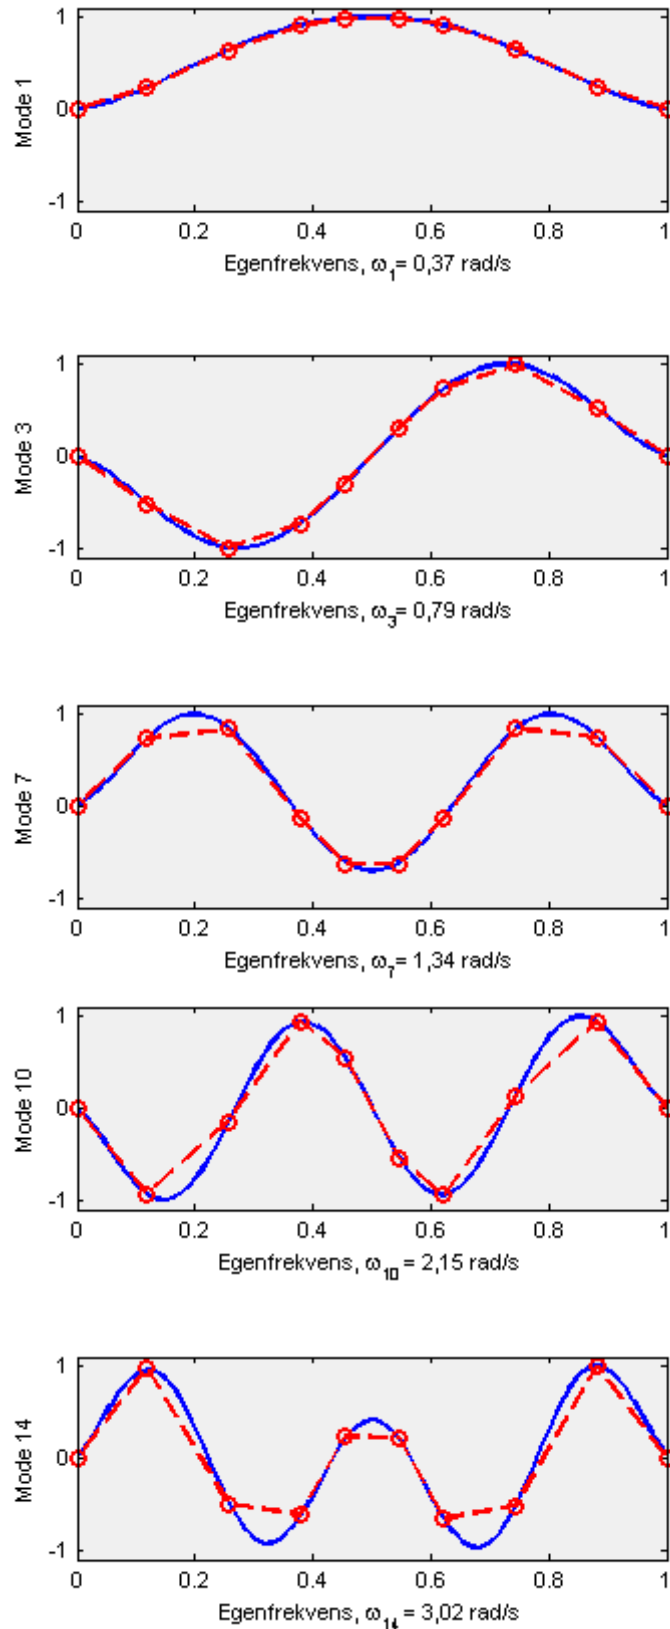 1
0
-1
Mode 1
0 0.2 0.4 0.6 0.8 1
Egenfrekvens, ω1= 0,37 rad/s
1
0
-1
Mode 3
0 0.2 0.4 0.6 0.8 1
Egenfrekvens, ω3= 0,79 rad/s
1
0
-1
Mode 7
0 0.2 0.4 0.6 0.8 1
Egenfrekvens, ω7= 1,34 rad/s
1
0
-1
Mode 10
0 0.2 0.4 0.6 0.8 1
Egenfrekvens, ω10= 2,15 rad/s
1
0
-1
Mode 14
0 0.2 0.4 0.6 0.8 1
Egenfrekvens, ω14= 3,02 rad/s